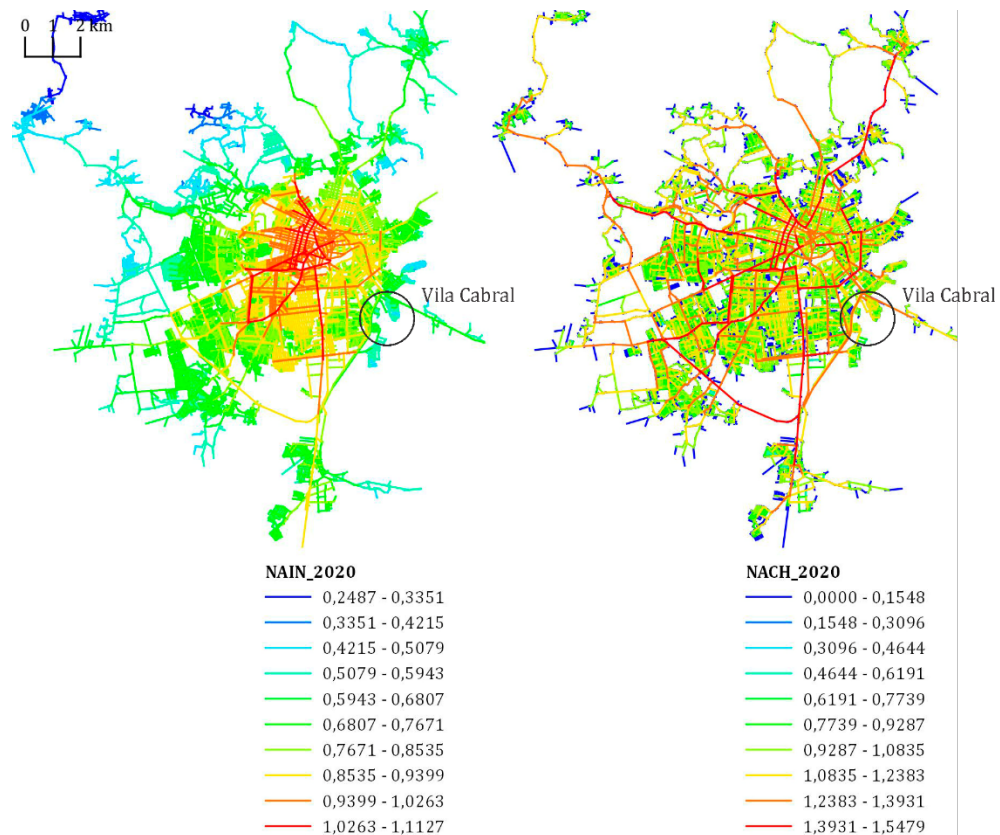 0 1 2 km
Vila Cabral
Vila Cabral
NAIN_2020
0,2487 - 0,3351
0,3351 - 0,4215
0,4215 - 0,5079
0,5079 - 0,5943
0,5943 - 0,6807
0,6807 - 0,7671
0,7671 - 0,8535
0,8535 - 0,9399
0,9399 - 1,0263
1,0263 - 1,1127
NACH_2020
0,0000 - 0,1548
0,1548 - 0,3096
0,3096 - 0,4644
0,4644 - 0,6191
0,6191 - 0,7739
0,7739 - 0,9287
0,9287 - 1,0835
1,0835 - 1,2383
1,2383 - 1,3931
1,3931 - 1,5479